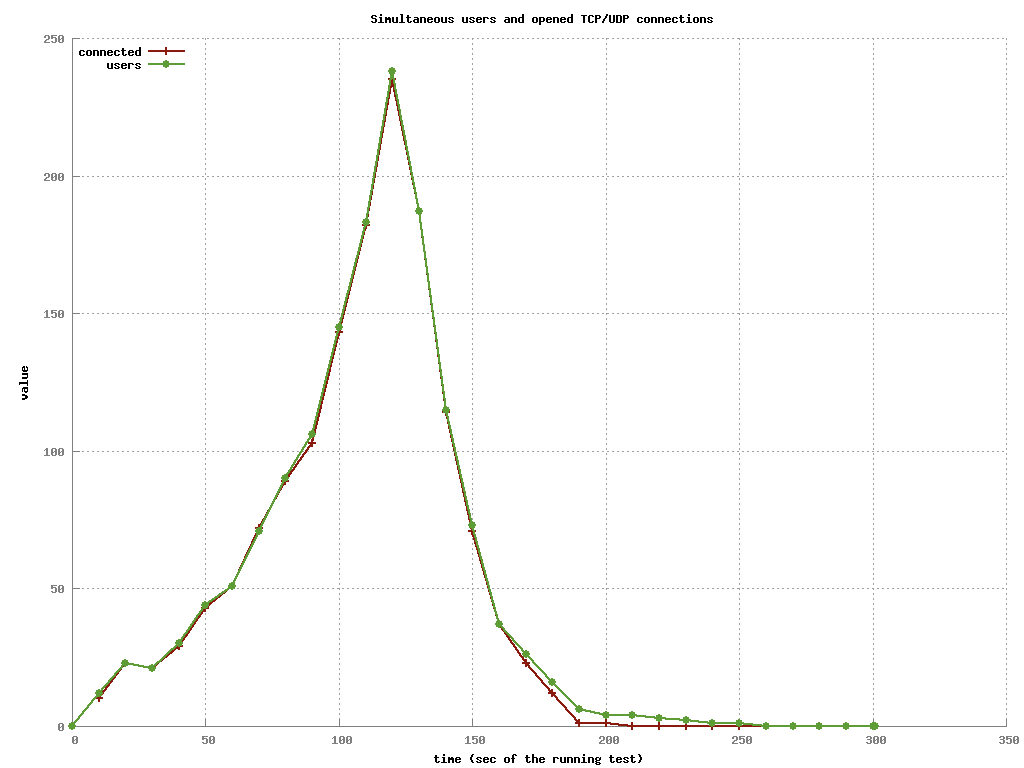 Simultaneous users and opened TCP/UDP connections
250
connected
users
200
150
value
100
50
0
0 50 100 150 200 250 300 350
time (sec of the running test)